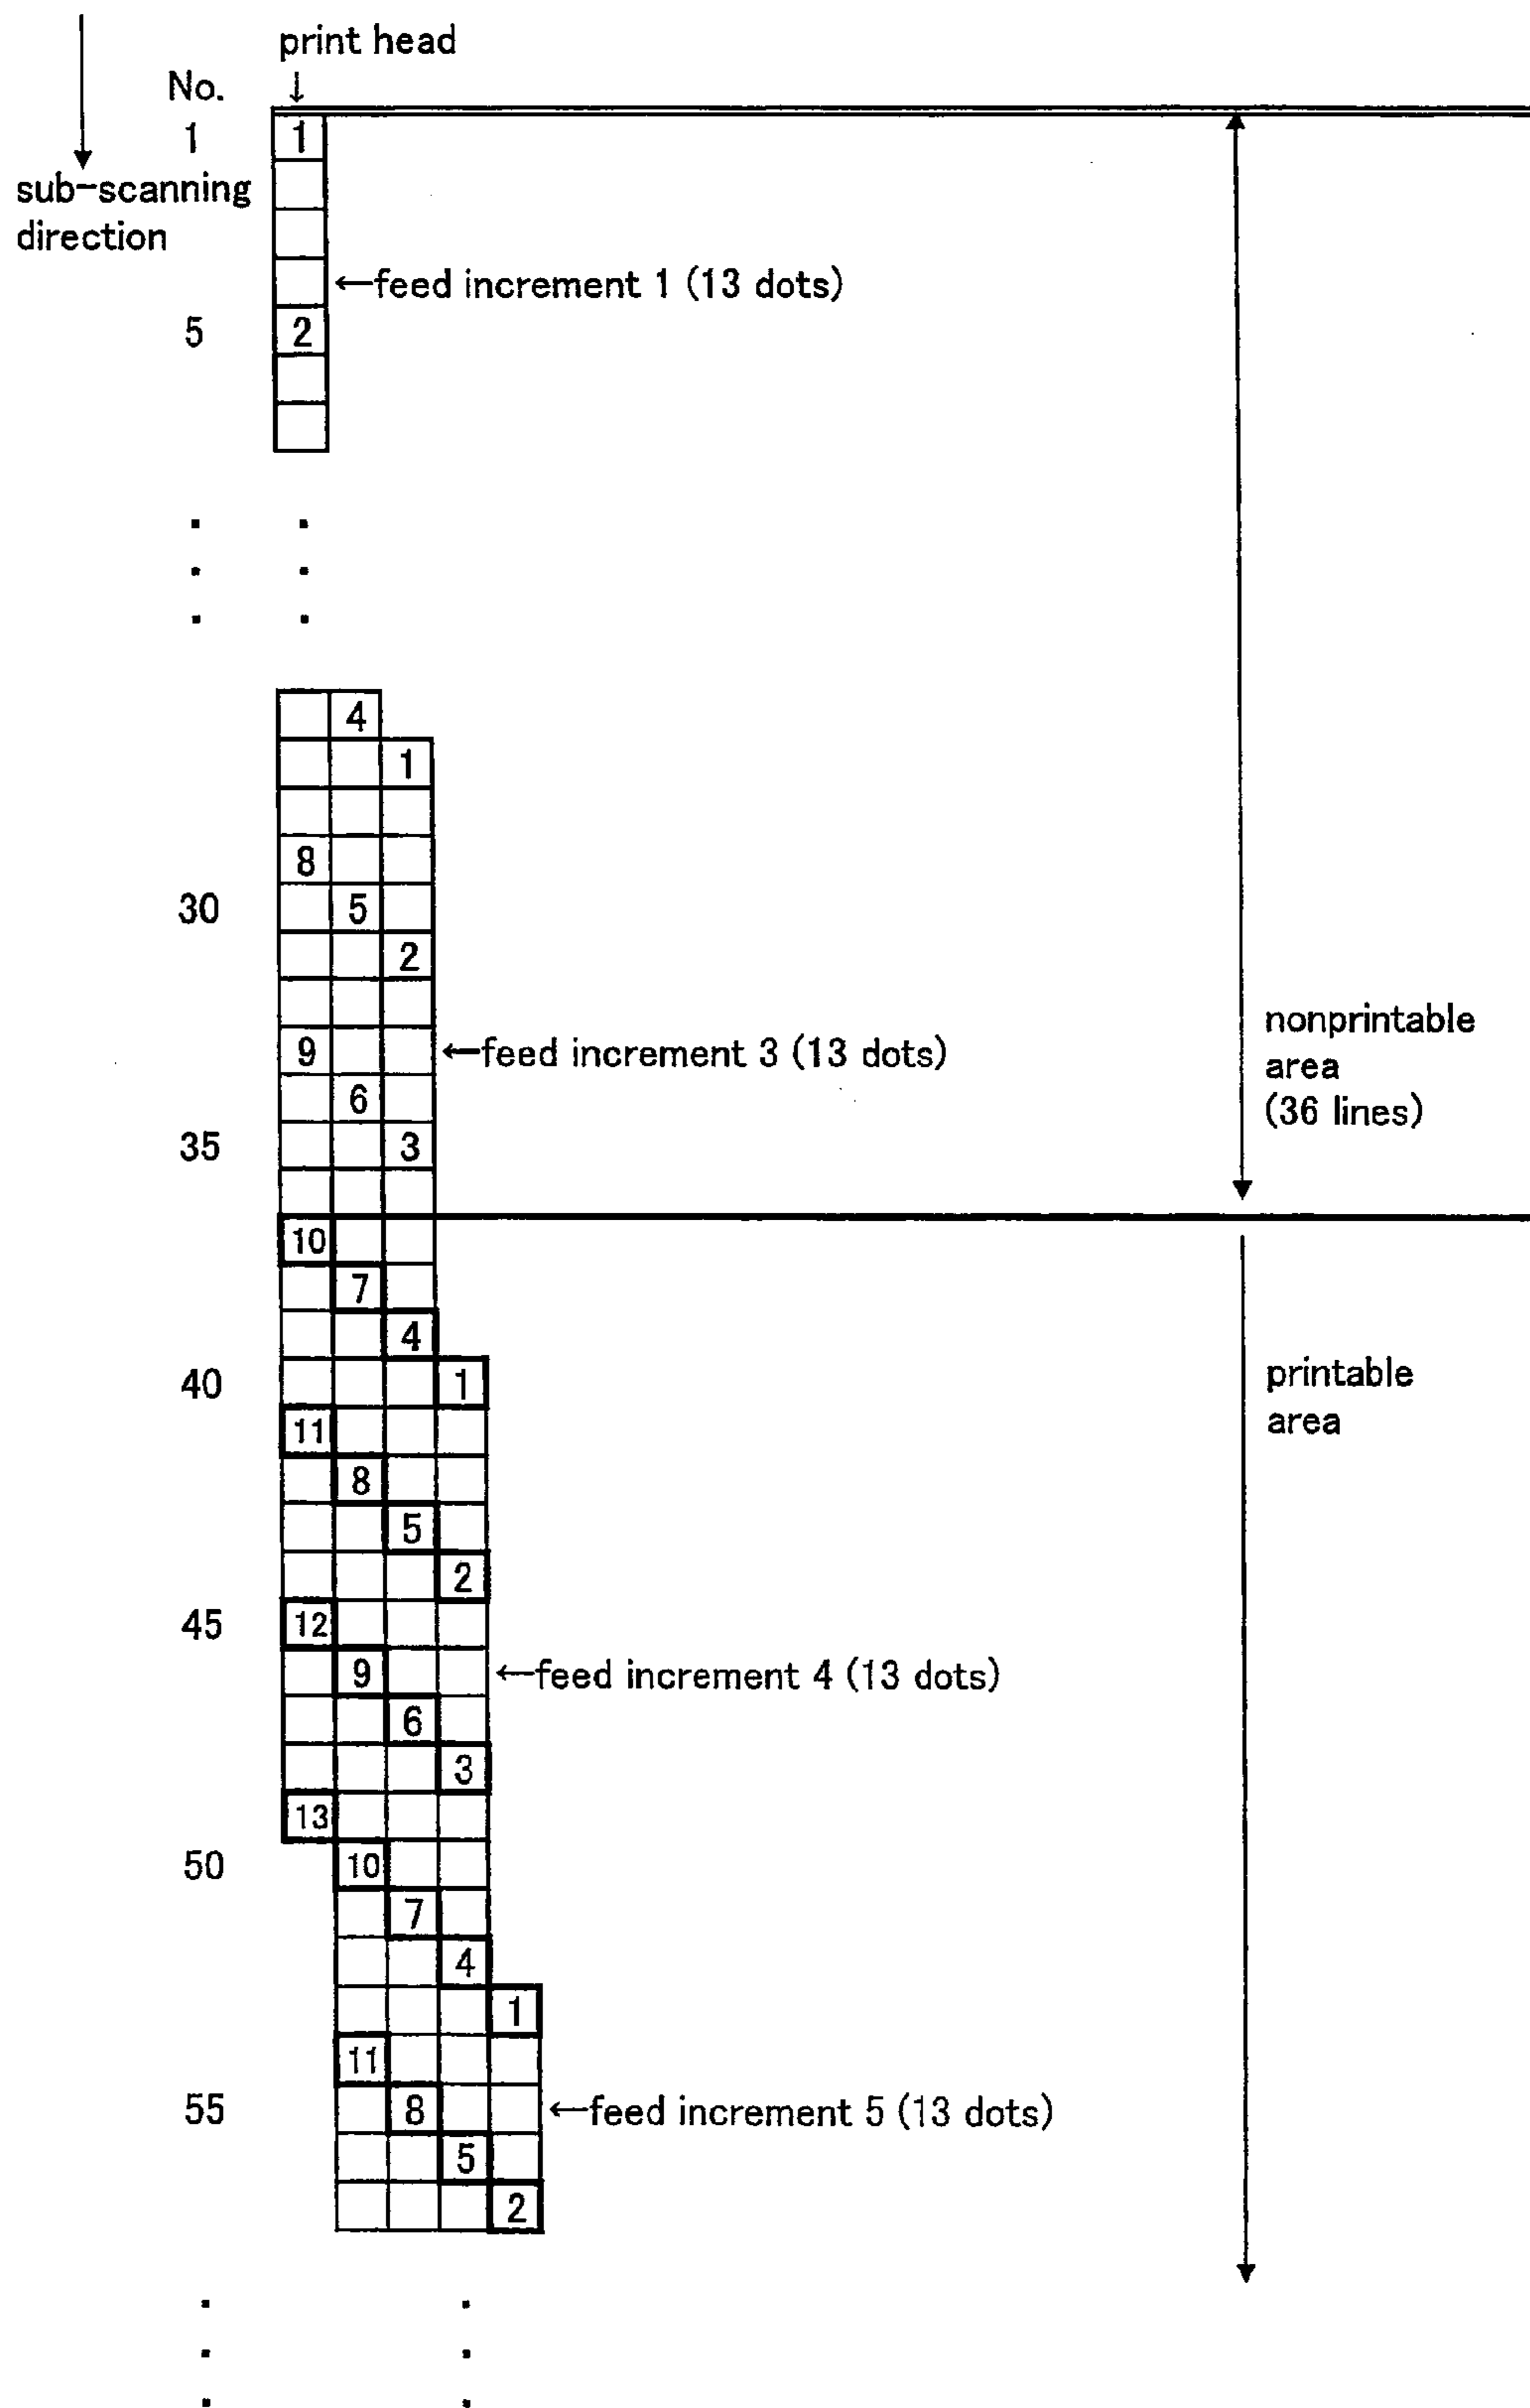 print head
No. ↓
1 1
sub-scanning
direction
←feed increment 1 (13 dots)
5 2
4
1
8
30 5
2
nonprintable
9 ←feed increment 3 (13 dots)
area
6
(36 lines)
35 3
10
7
4
40 1
printable
area
11
8
5
2
45 12
9 ←feed increment 4 (13 dots)
6
3
13
50 10
7
4
1
11
55 8 ←feed increment 5 (13 dots)
5
2